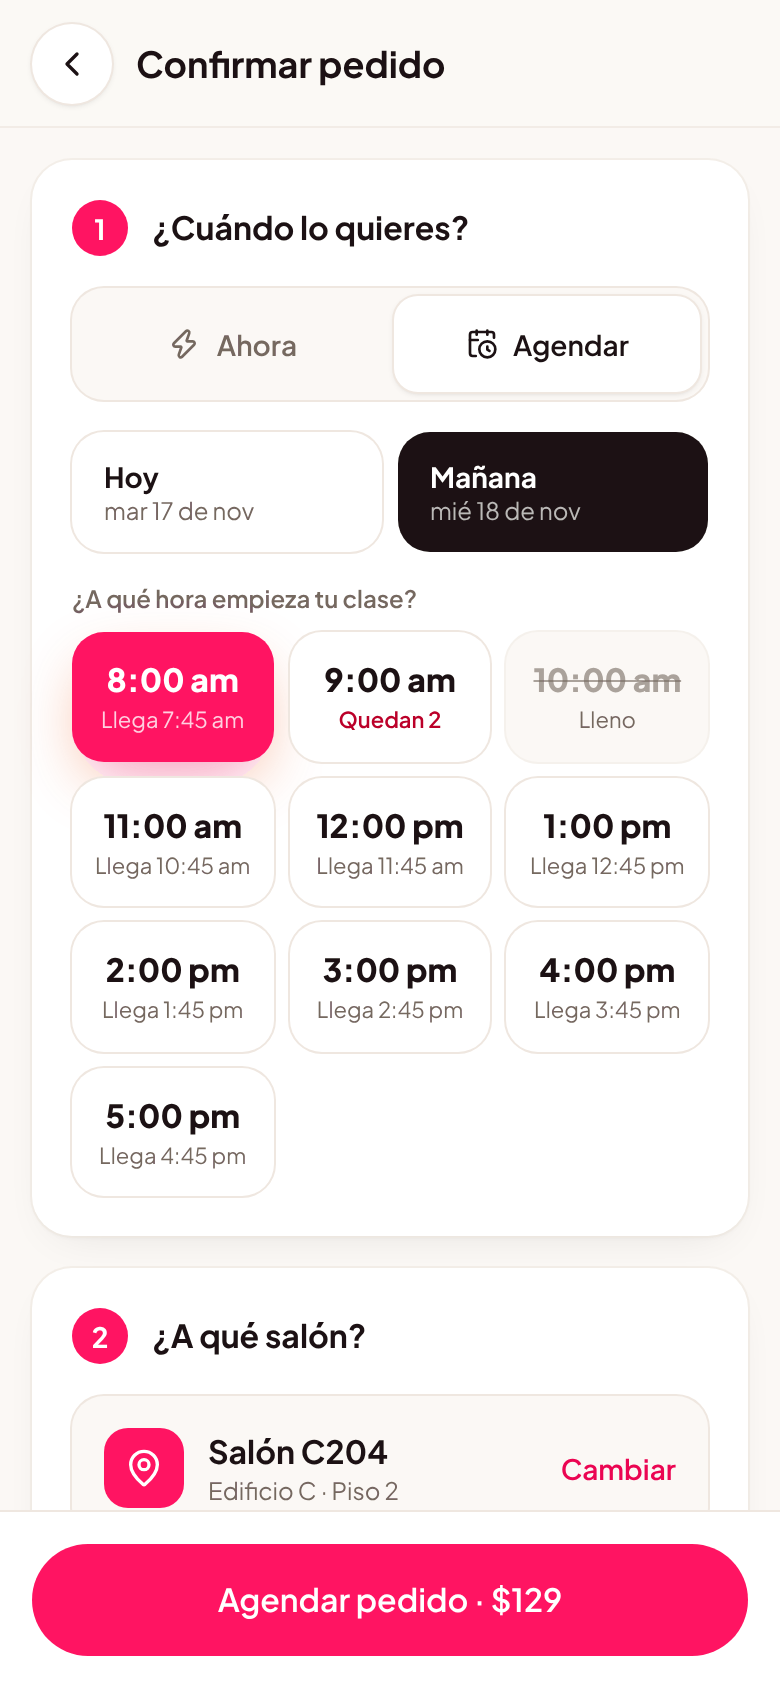 Confirmar pedido
1 ¿Cuándo lo quieres?
Ahora Agendar
Hoy Mañana
mar 17 de nov mié 18 de nov
¿A qué hora empieza tu clase?
8:00 am 9:00 am 10:00 am
Llega 7:45 am Quedan 2 Lleno
11:00 am 12:00 pm 1:00 pm
Llega 10:45 am Llega 11:45 am Llega 12:45 pm
2:00 pm 3:00 pm 4:00 pm
Llega 1:45 pm Llega 2:45 pm Llega 3:45 pm
5:00 pm
Llega 4:45 pm
2 ¿A qué salón?
Salón C204
Edificio C · Piso 2
Cambiar
Agendar pedido · $129